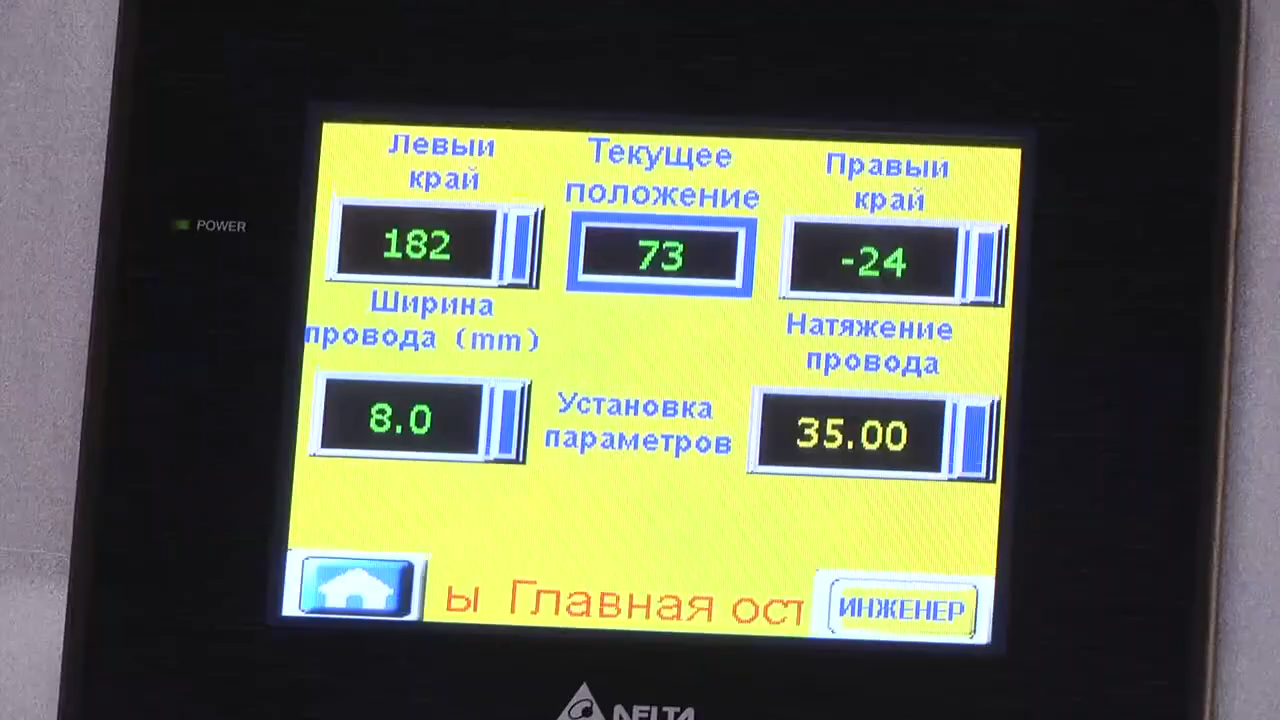 Левый
край
Текущее
положение
Правый
край
POWER
182
73
-24
Ширина
провода (mm)
Натяжение
провода
8.0
Установка
параметров
35.00
ы Главная ост
ИНЖЕНЕР
DELTA